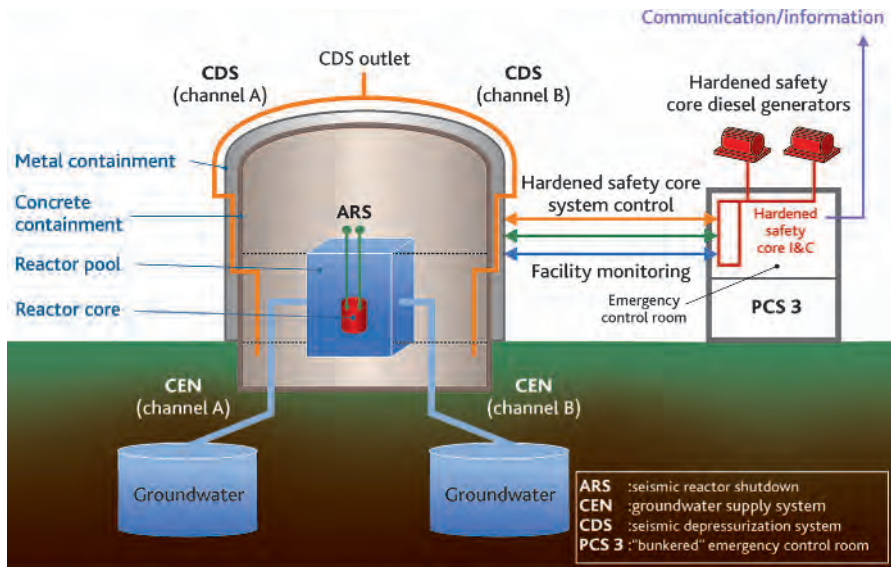 Communication/information
CDS outlet
CDS
(channel A)
CDS
(channel B)
Hardened safety
core diesel generators
Metal containment
Concrete
containment
ARS
Hardened safety core
system control
Hardened
safety
core I&C
Reactor pool
Facility monitoring
Reactor core
Emergency
control room
PCS 3
CEN
(channel A)
CEN
(channel B)
Groundwater
Groundwater
ARS :seismic reactor shutdown
CEN :groundwater supply system
CDS :seismic depressurization system
PCS 3 :"bunkered" emergency control room